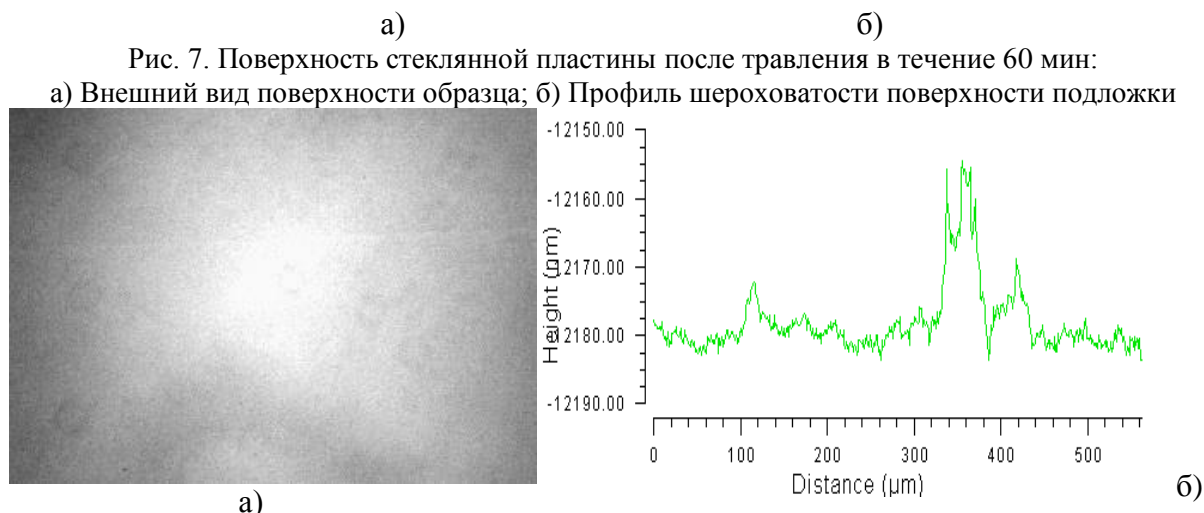 а) б)
Рис. 7. Поверхность стеклянной пластины после травления в течение 60 мин:
а) Внешний вид поверхности образца; б) Профиль шероховатости поверхности подложки
-12150.00
-12160.00
-12170.00
-12180.00
-12190.00
Height (nm)
0 100 200 300 400 500
Distance (µm)
а) б)